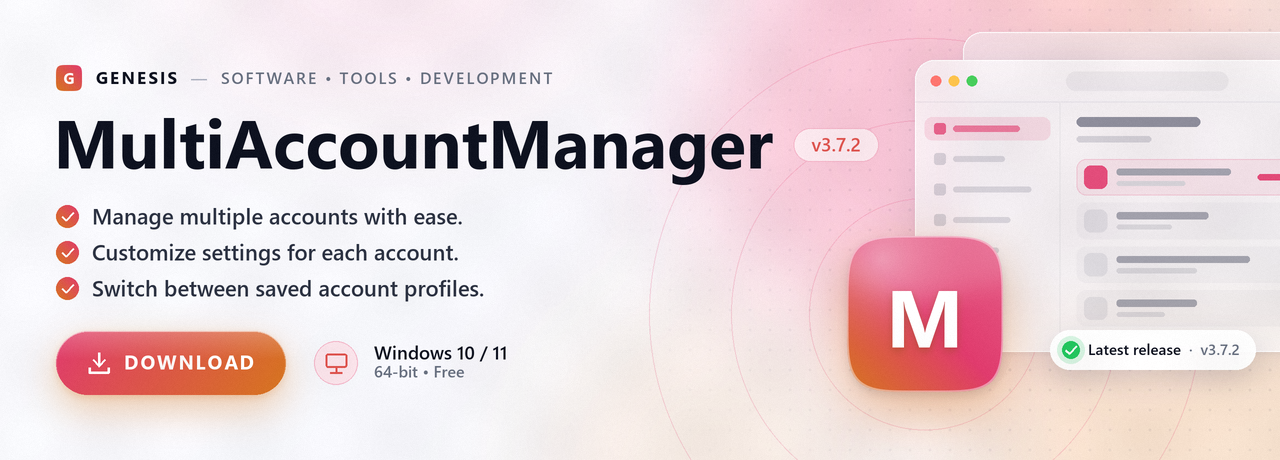 G GENESIS — SOFTWARE • TOOLS • DEVELOPMENT
MultiAccountManager v3.7.2
Manage multiple accounts with ease.
Customize settings for each account.
Switch between saved account profiles.
DOWNLOAD
Windows 10 / 11
64-bit • Free
M
Latest release · v3.7.2